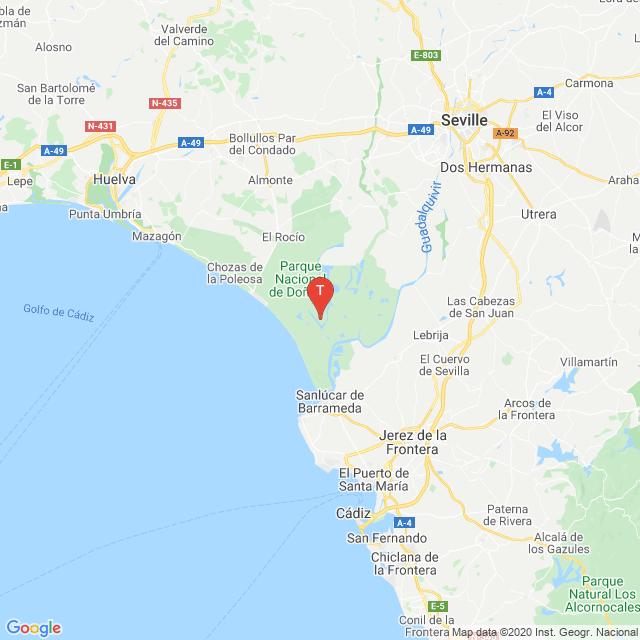 Puebla de
Guzmán
Alosno
Valverde
del Camino
E-803
Lora del
San Bartolomé
de la Torre
N-435
A-4
Carmona
N-431
Seville
El Viso
del Alcor
A-49
A-49
A-49
A-92
E-1
Bollullos Par
del Condado
Lepe
Huelva
Almonte
Dos Hermanas
Araha
Punta Umbría
Guadalquivir
Utrera
Mazagón
El Rocío
Chozas de
la Poleosa
Parque
Nacional
de Doñ
T
Golfo de Cádiz
Las Cabezas
de San Juan
Lebrija
El Cuervo
de Sevilla
Villamartín
Sanlúcar de
Barrameda
Arcos de
la Frontera
Jerez de la
Frontera
El Puerto de
Santa María
Cádiz
A-4
Paterna
de Rivera
San Fernando
Alcalá de
los Gazules
Chiclana de
la Frontera
Parque
Natural Los
Alcornocales
E-5
Conil de
la Frontera
Google
Map data ©2020 Inst. Geogr. Nacional